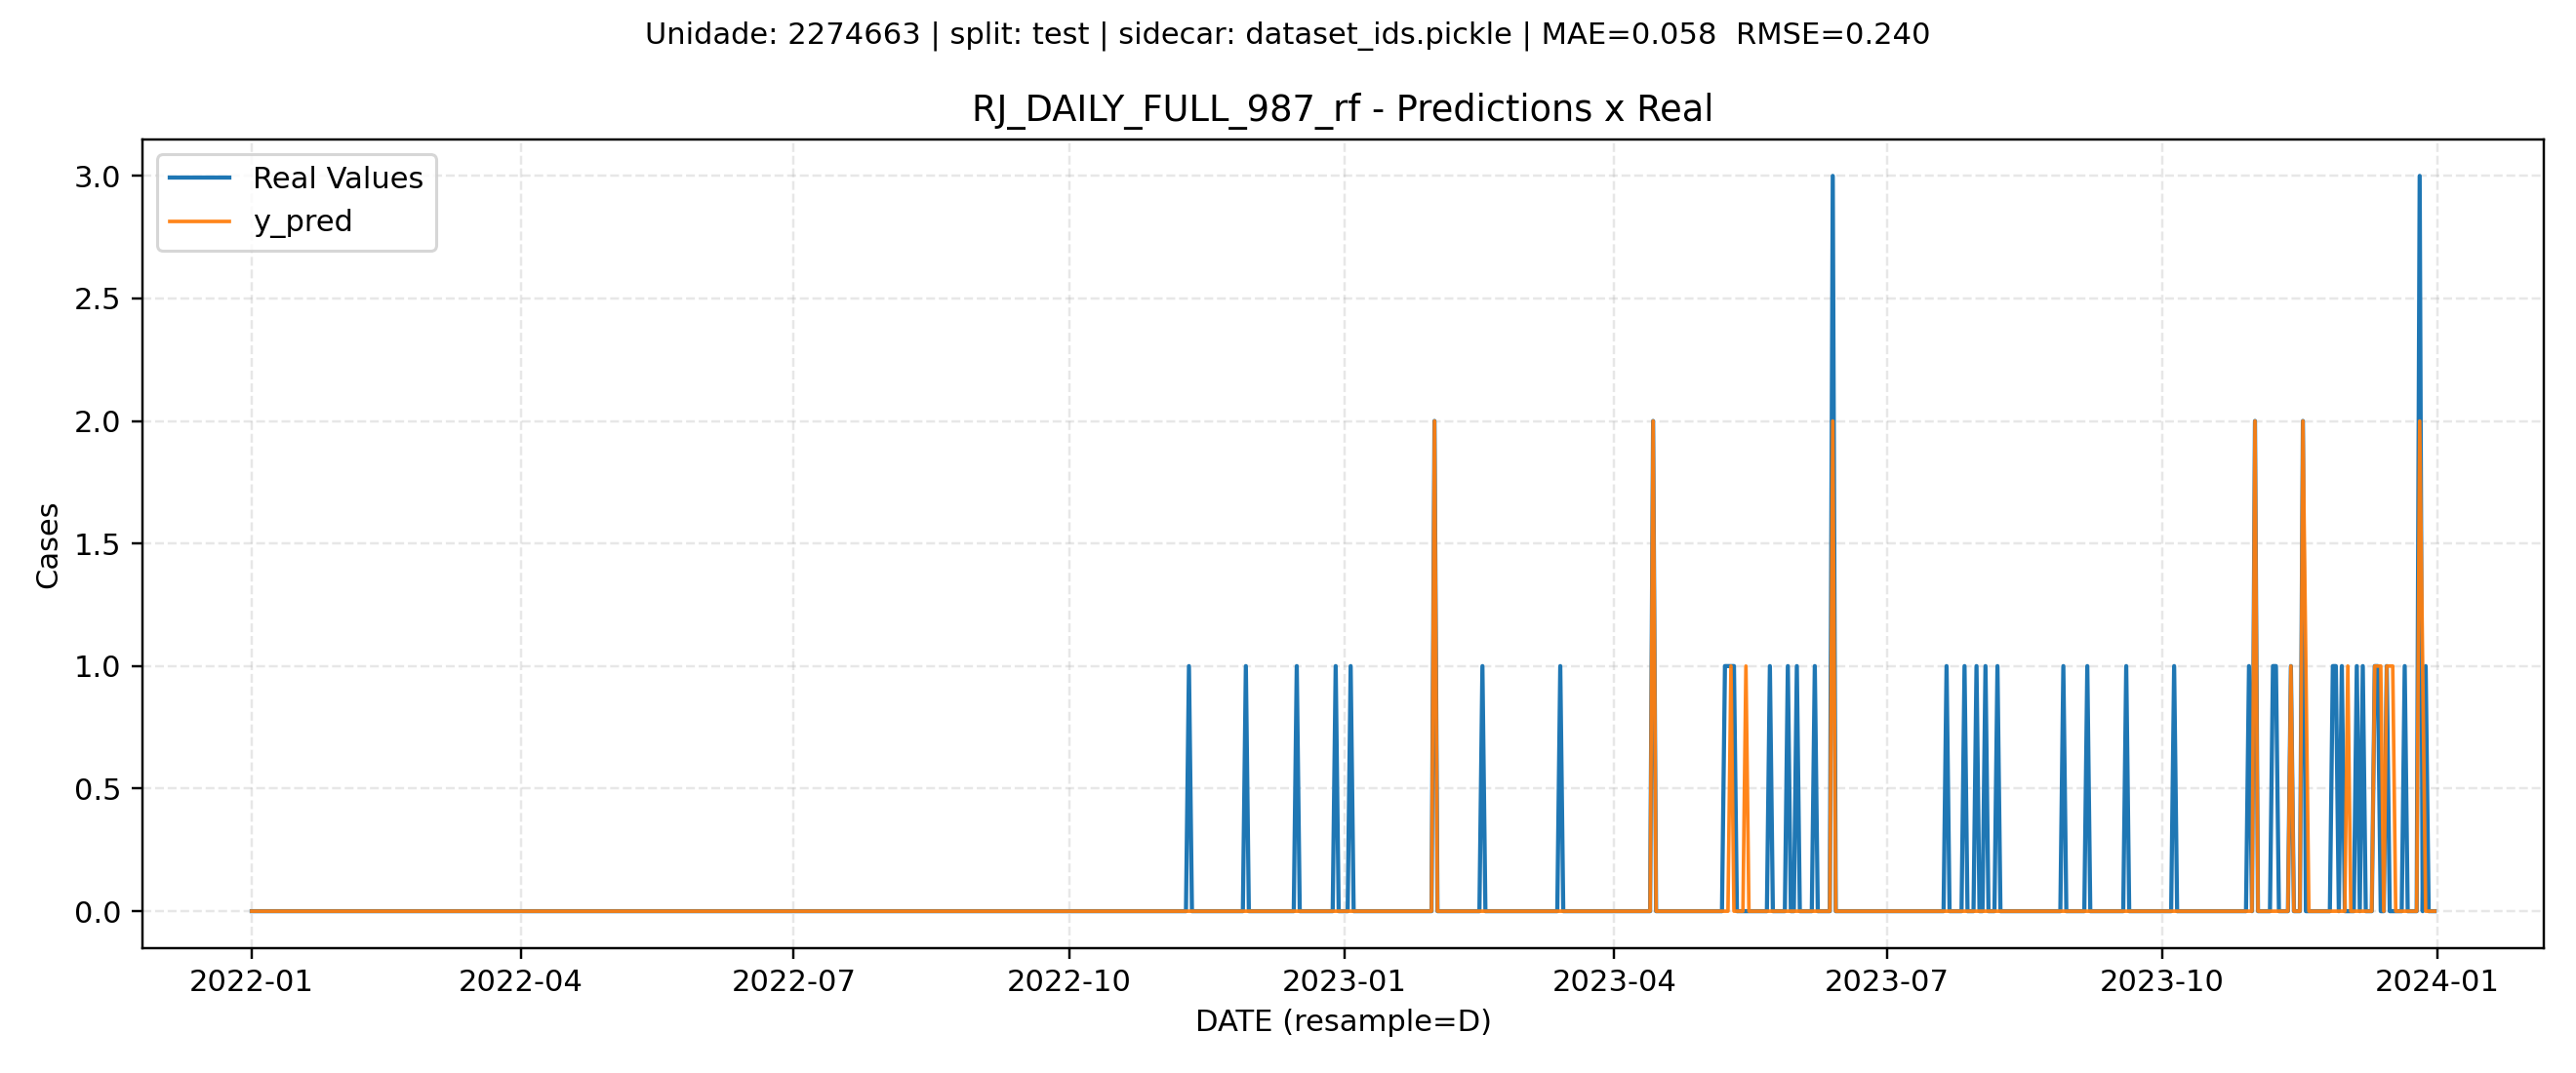 Unidade: 2274663 | split: test | sidecar: dataset_ids.pickle | MAE=0.058  RMSE=0.240
RJ_DAILY_FULL_987_rf - Predictions x Real
Real Values
y_pred
3.0
2.5
2.0
1.5
1.0
0.5
0.0
Cases
2022-01 2022-04 2022-07 2022-10 2023-01 2023-04 2023-07 2023-10 2024-01
DATE (resample=D)